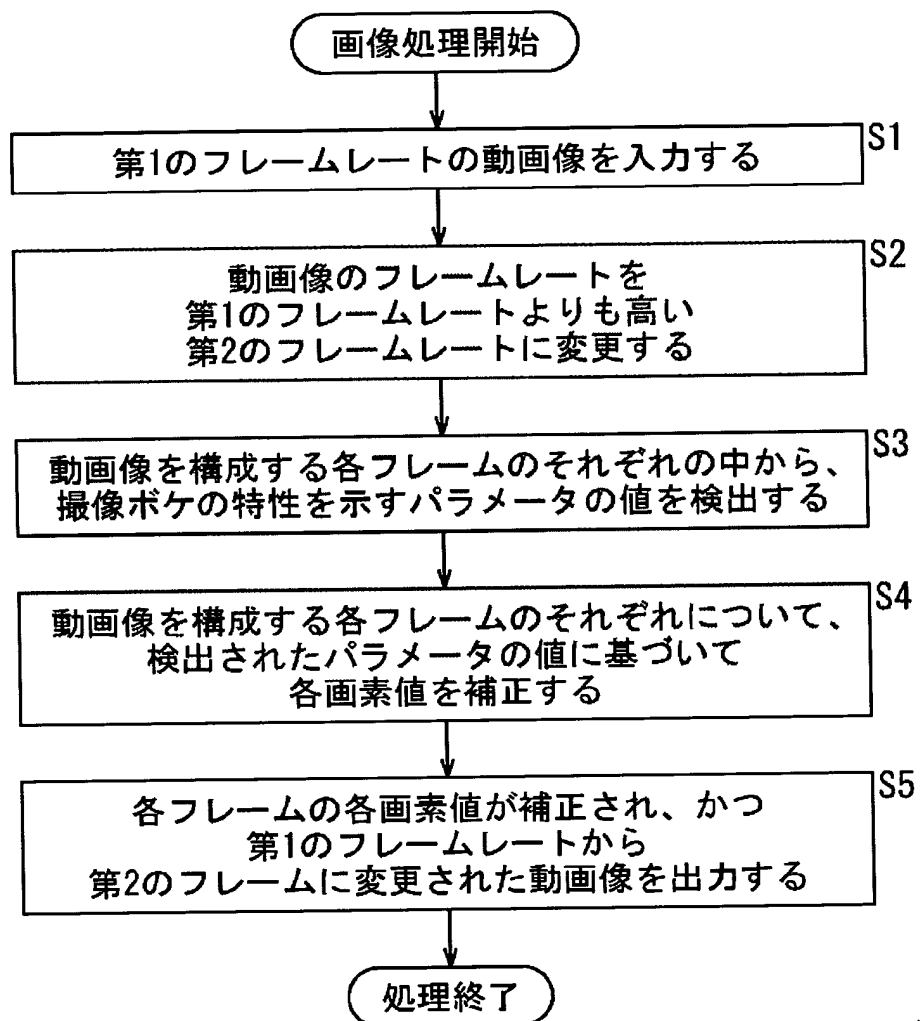 画像処理開始
S1
第1のフレームレートの動画像を入力する
S2
動画像のフレームレートを
第1のフレームレートよりも高い
第2のフレームレートに変更する
S3
動画像を構成する各フレームのそれぞれの中から、
撮像ボケの特性を示すパラメータの値を検出する
S4
動画像を構成する各フレームのそれぞれについて、
検出されたパラメータの値に基づいて
各画素値を補正する
S5
各フレームの各画素値が補正され、かつ
第1のフレームレートから
第2のフレームに変更された動画像を出力する
処理終了